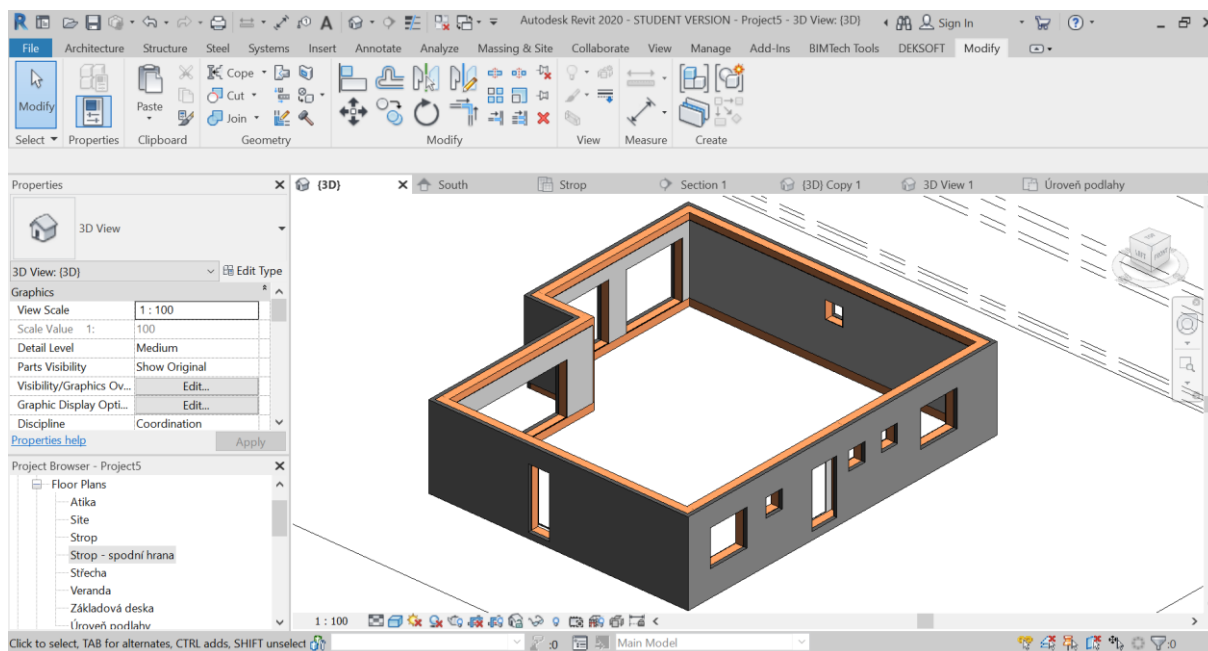 Autodesk Revit 2020 - STUDENT VERSION - Project5 - 3D View: {3D}
Sign In
File Architecture Structure Steel Systems Insert Annotate Analyze Massing & Site Collaborate View Manage Add-Ins BIMTech Tools DEKSOFT Modify
Modify
Paste
Cope
Cut
Join
Select Properties Clipboard Geometry Modify View Measure Create
Properties
{3D} South Strop Section 1 {3D} Copy 1 3D View 1 Úroveň podlahy
3D View
3D View: {3D} Edit Type
Graphics
View Scale 1 : 100
Scale Value 1: 100
Detail Level Medium
Parts Visibility Show Original
Visibility/Graphics Ov... Edit...
Graphic Display Opti... Edit...
Discipline Coordination
Properties help Apply
Project Browser - Project5
Floor Plans
Atika
Site
Strop
Strop - spodní hrana
Střecha
Veranda
Základová deska
Úroveň podlahy
LEFT FRONT
1 : 100
Click to select, TAB for alternates, CTRL adds, SHIFT unselect
:0 Main Model :0